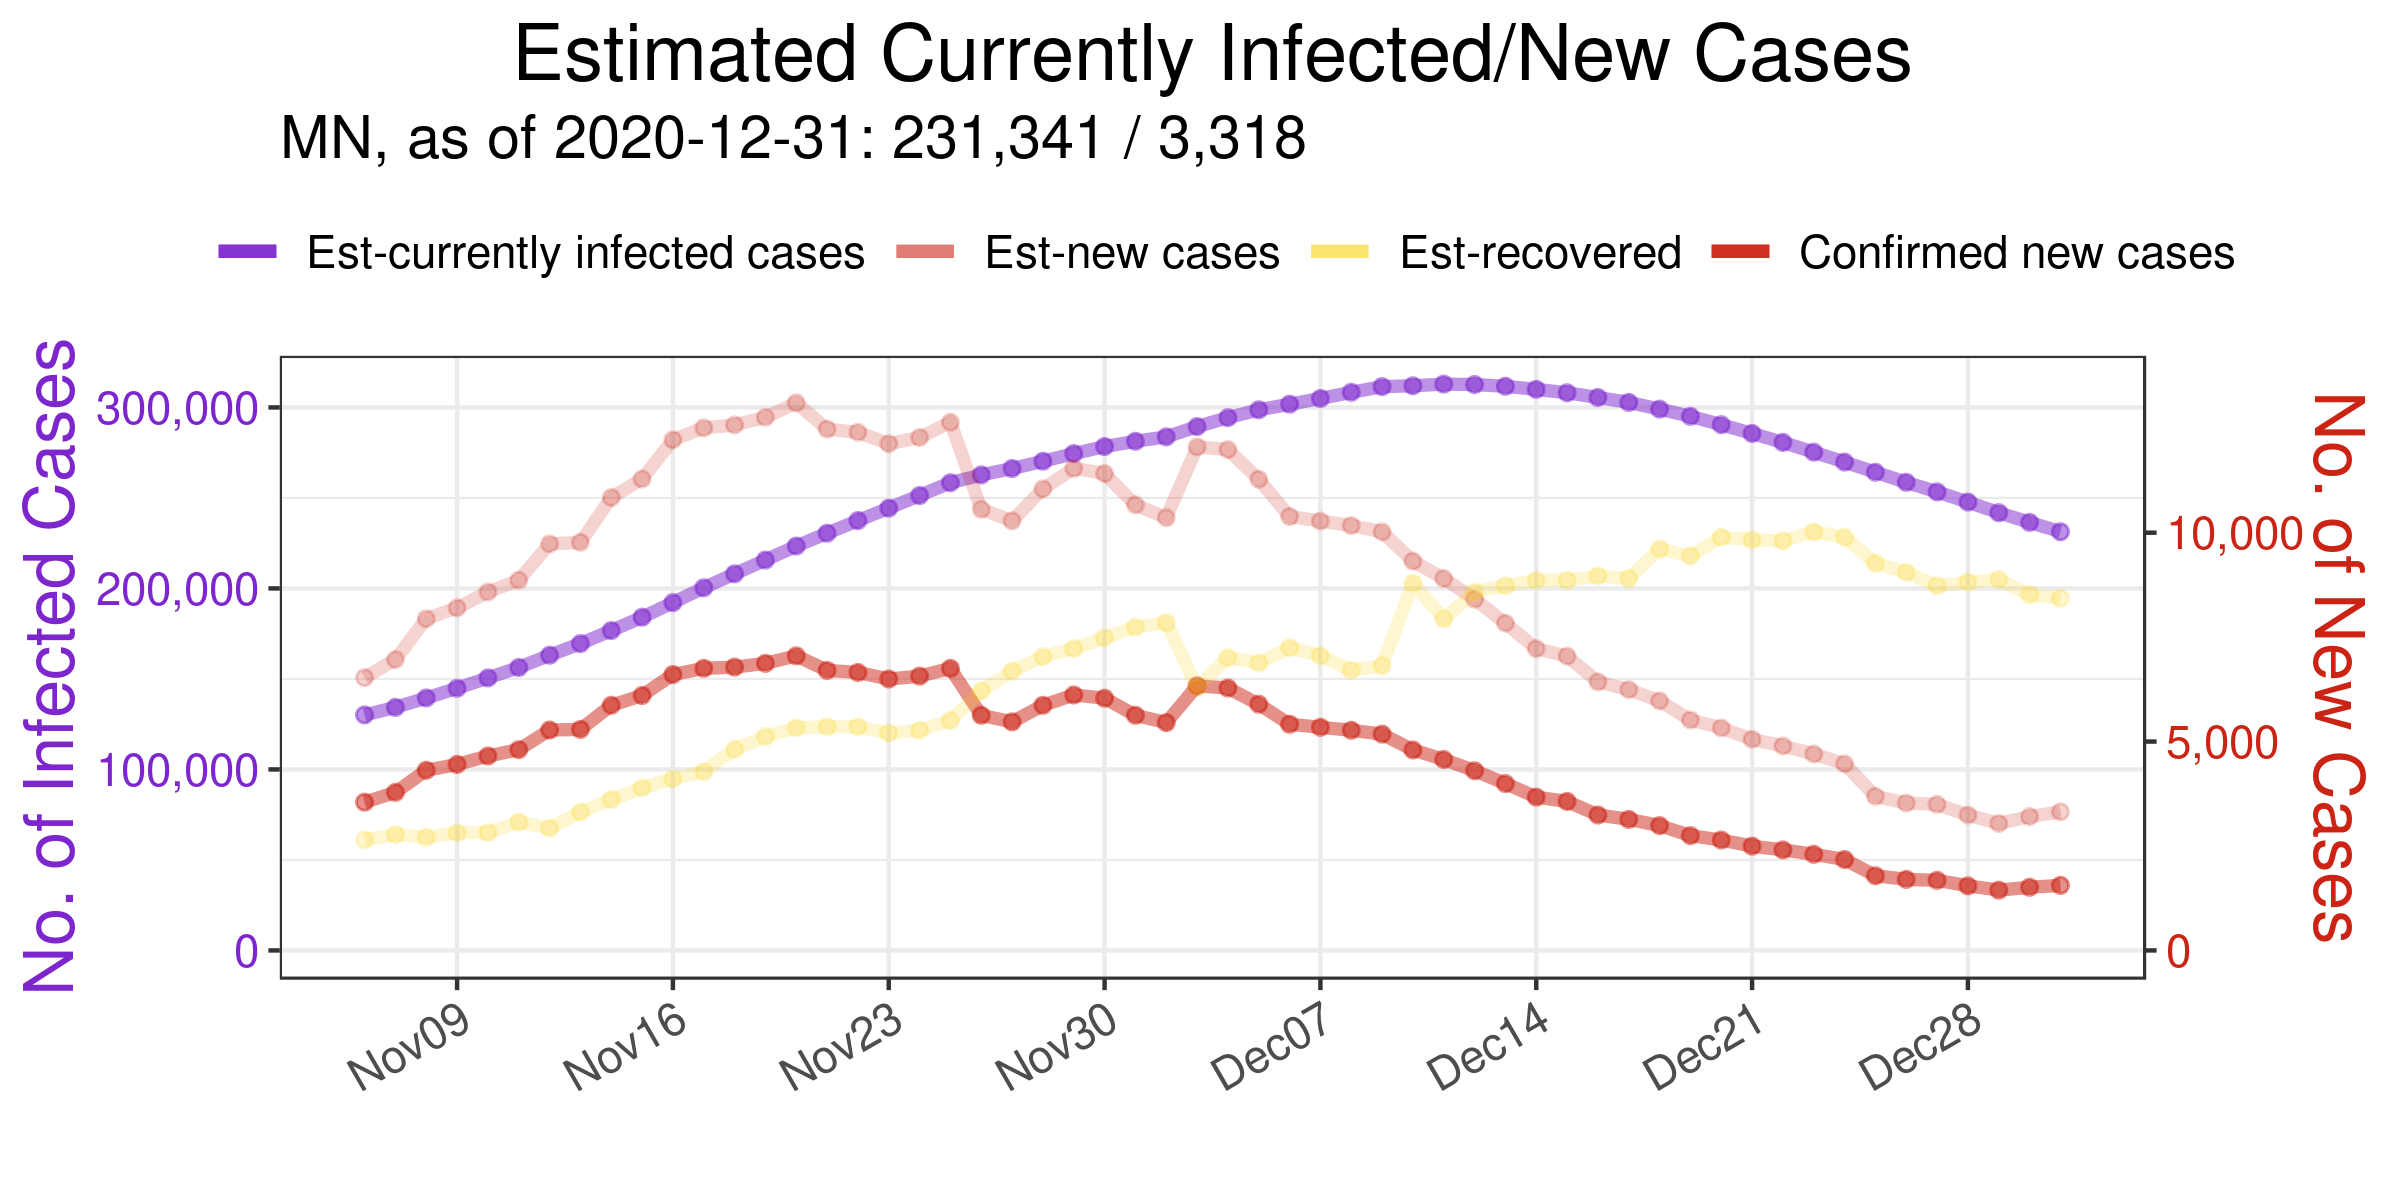 Estimated Currently Infected/New Cases
MN, as of 2020-12-31: 231,341 / 3,318
Est-currently infected cases Est-new cases Est-recovered Confirmed new cases
No. of Infected Cases
300,000
200,000
100,000
0
10,000
5,000
0
No. of New Cases
Nov09 Nov16 Nov23 Nov30 Dec07 Dec14 Dec21 Dec28